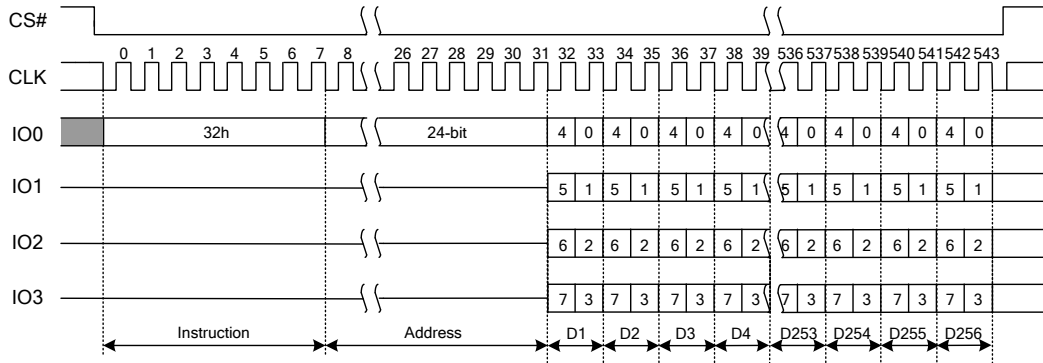 CS#
0 1 2 3 4 5 6 7 8 26 27 28 29 30 31 32 33 34 35 36 37 38 39 536 537 538 539 540 541 542 543
CLK
IO0 32h 24-bit 4 0 4 0 4 0 4 0 4 0 4 0 4 0 4 0
IO1 5 1 5 1 5 1 5 1 5 1 5 1 5 1 5 1
IO2 6 2 6 2 6 2 6 2 6 2 6 2 6 2 6 2
IO3 7 3 7 3 7 3 7 3 7 3 7 3 7 3 7 3
Instruction Address D1 D2 D3 D4 D253 D254 D255 D256